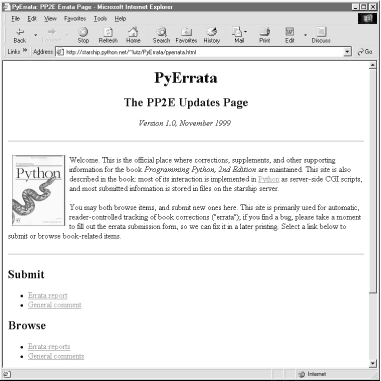 PyErrata: PP2E Errata Page - Microsoft Internet Explorer
File Edit View Favorites Tools Help
Back Stop Refresh Home Search Favorites History Mail Print Edit Discuss
Links » Address http://starship.python.net/~lutz/PyErrata/pyerrata.html Go
PyErrata
The PP2E Updates Page
Version 1.0, November 1999
Python
Welcome. This is the official place where corrections, supplements, and other supporting
information for the book Programming Python, 2nd Edition are maintained. This site is also
described in the book: most of its interaction is implemented in Python as server-side CGI scripts,
and most submitted information is stored in files on the starship server.
You may both browse items, and submit new ones here. This site is primarily used for automatic,
reader-controlled tracking of book corrections ("errata"); if you find a bug, please take a moment
to fill out the errata submission form, so we can fix it in a later printing. Select a link below to
submit or browse book-related items.
Submit
• Errata report
• General comment
Browse
• Errata reports
• General comments
Internet